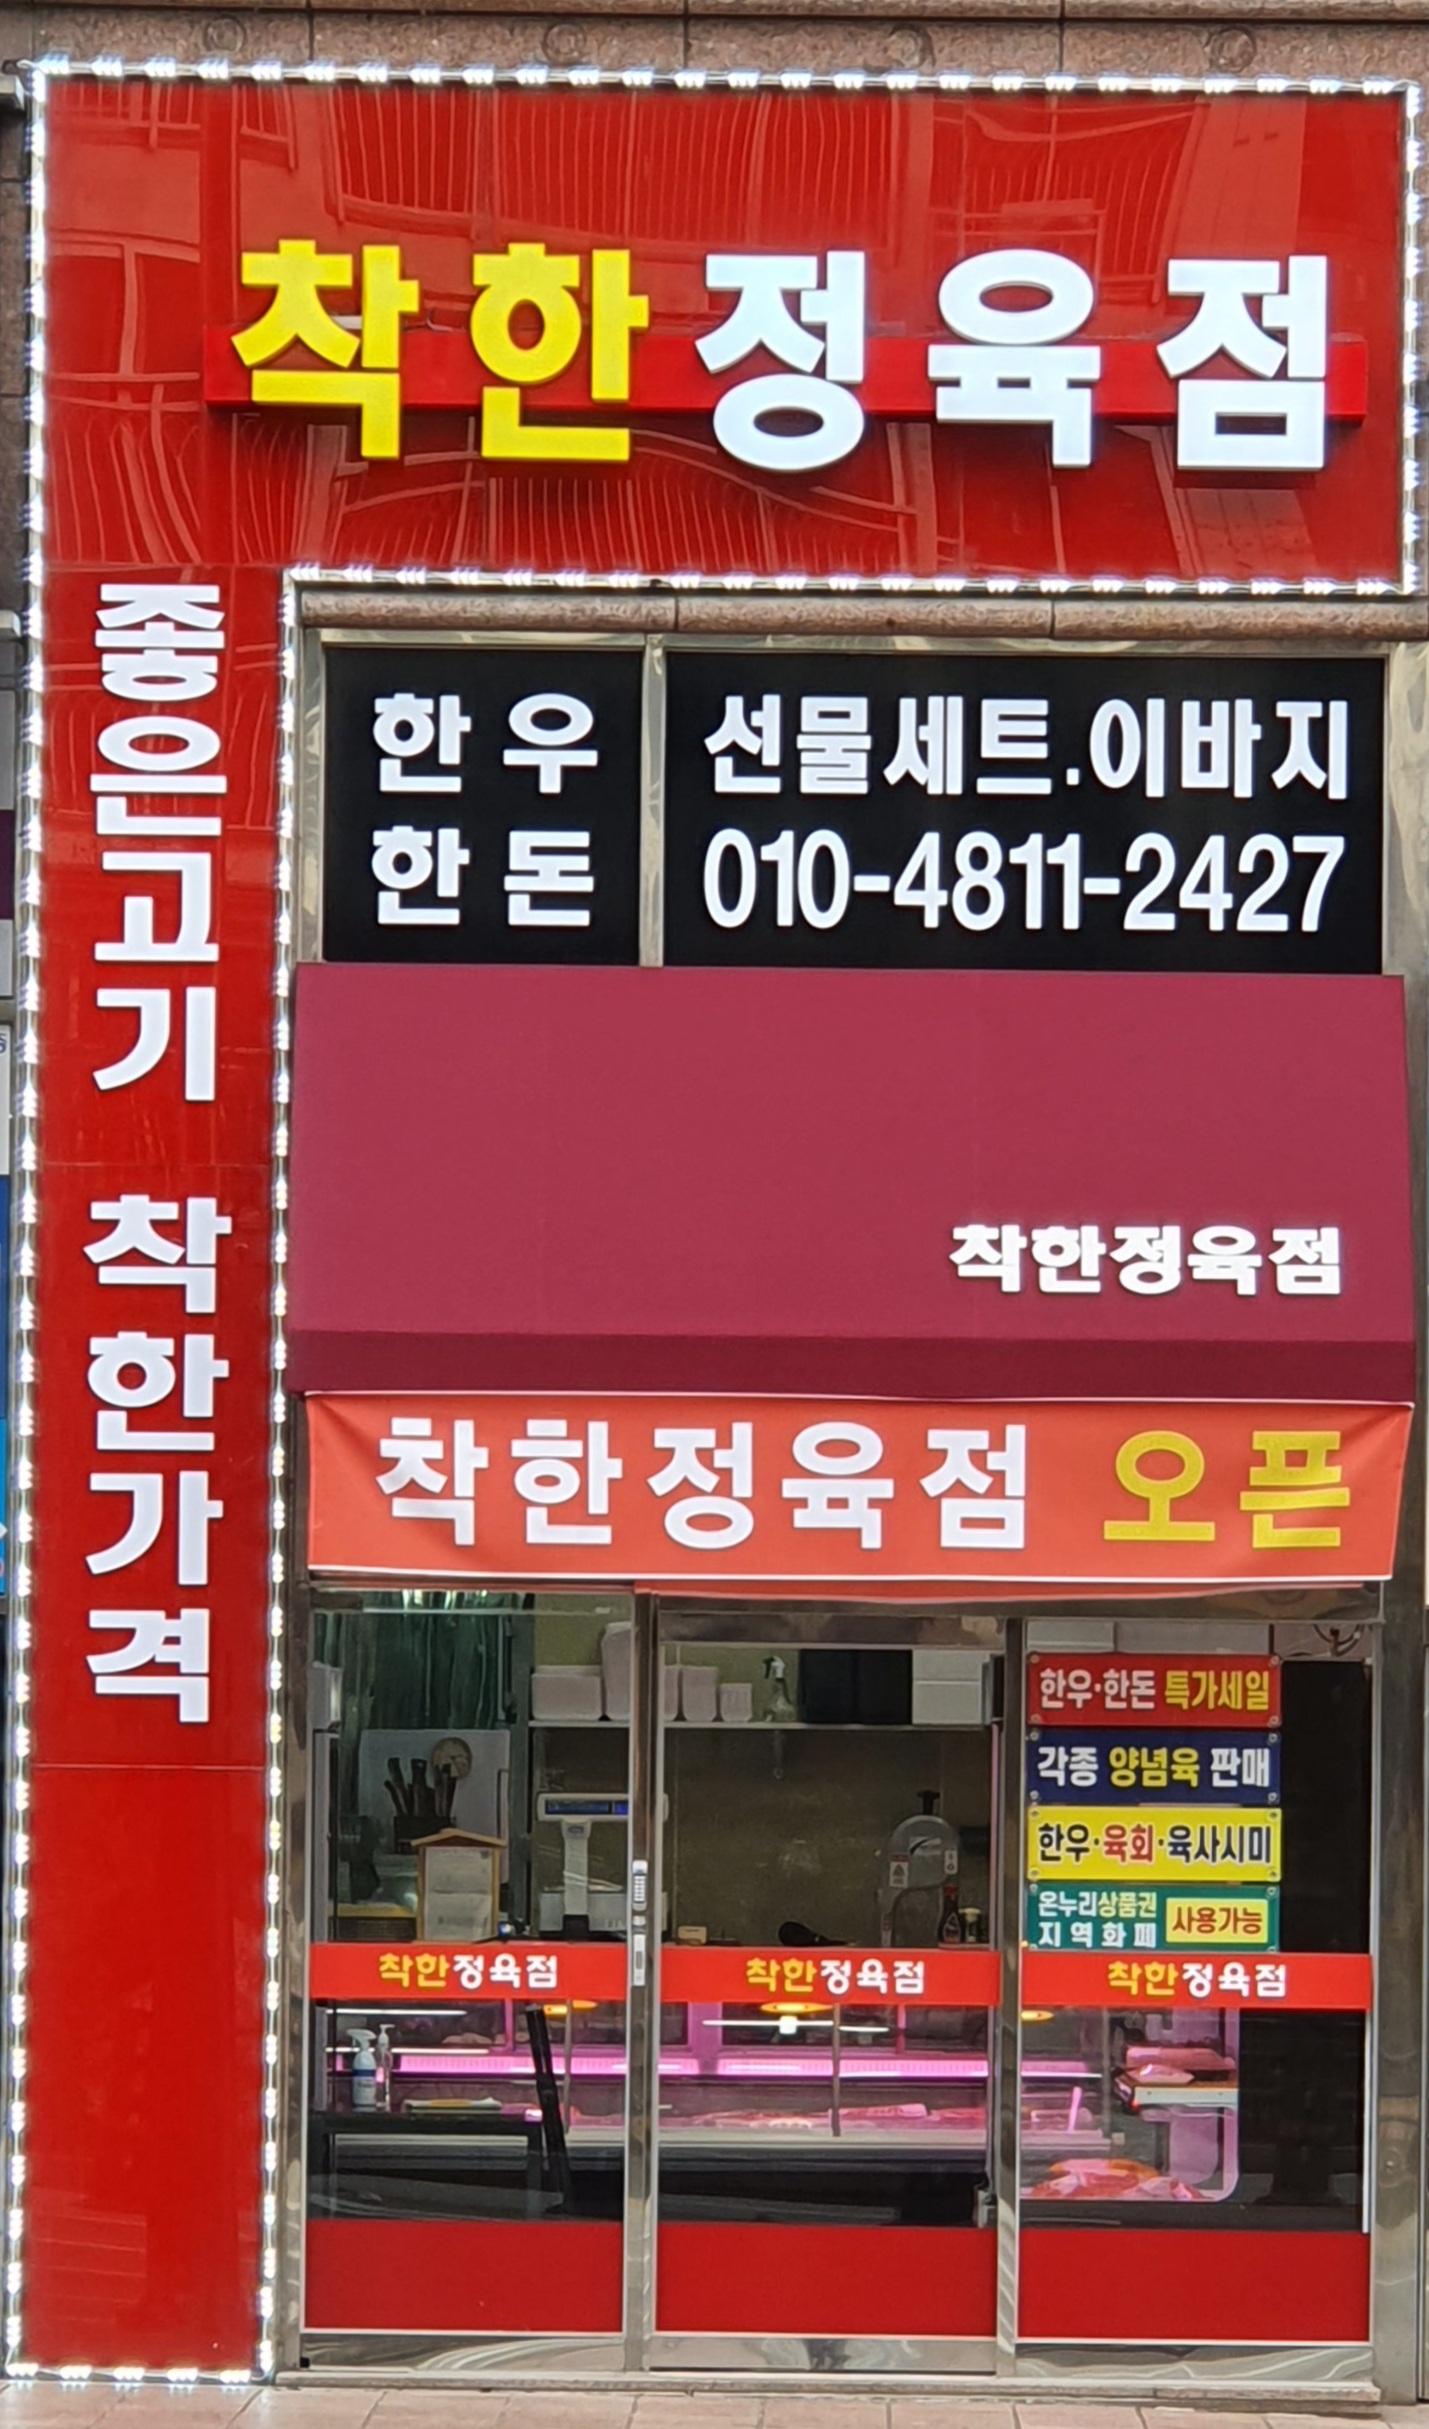 착한정육점
좋은고기 착한가격
한우
한돈
선물세트.이바지
010-4811-2427
착한정육점
착한정육점 오픈
한우·한돈 특가세일
각종 양념육 판매
한우·육회·육사시미
온누리상품권
지역화폐
사용가능
착한정육점
착한정육점
착한정육점